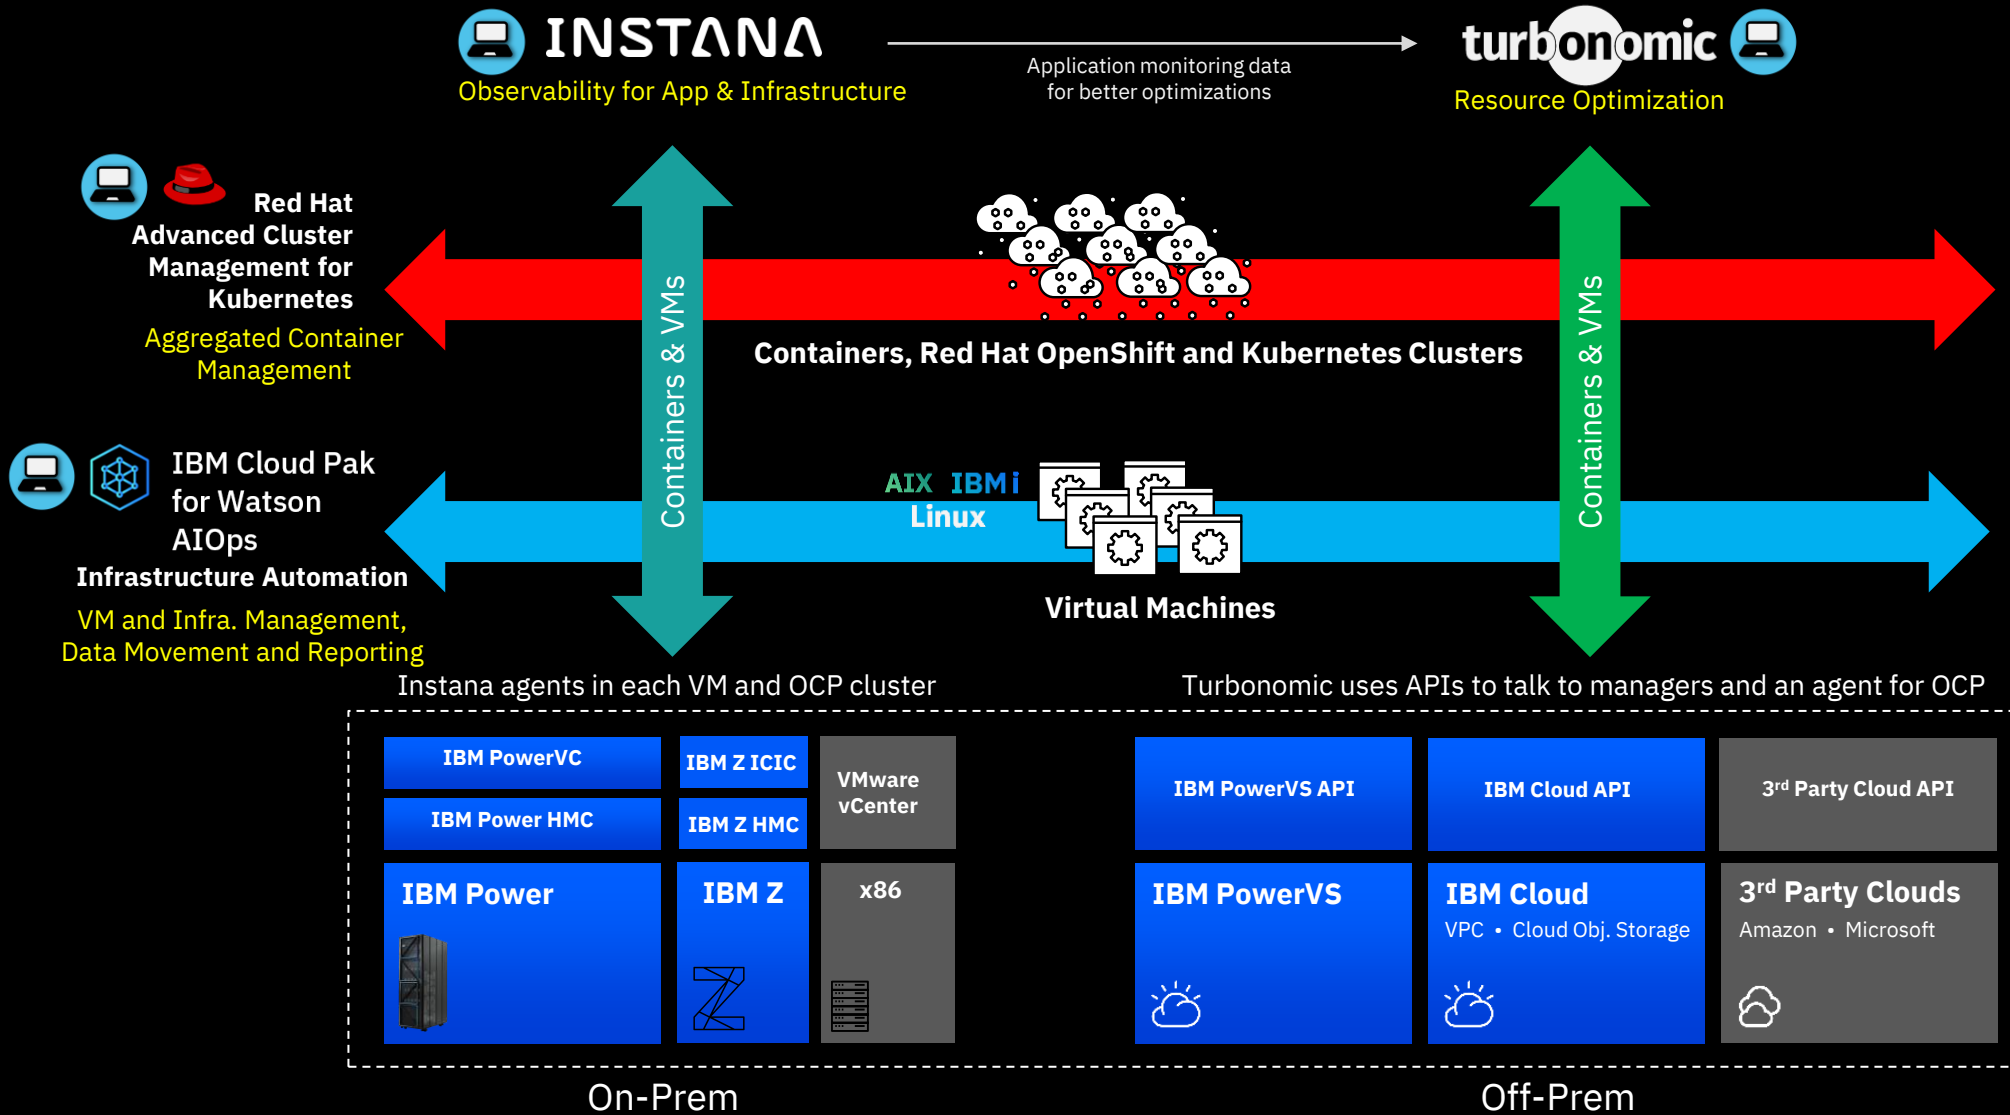 INSTANA
Observability for App & Infrastructure
Application monitoring data
for better optimizations
turbonomic
Resource Optimization
Red Hat
Advanced Cluster
Management for
Kubernetes
Aggregated Container
Management
Containers & VMs
Containers, Red Hat OpenShift and Kubernetes Clusters
Containers & VMs
IBM Cloud Pak
for Watson
AIOps
Infrastructure Automation
VM and Infra. Management,
Data Movement and Reporting
AIX IBM i
Linux
Virtual Machines
Instana agents in each VM and OCP cluster
Turbonomic uses APIs to talk to managers and an agent for OCP
IBM PowerVC
IBM Power HMC
IBM Z ICIC
IBM Z HMC
VMware
vCenter
IBM Power
IBM Z
x86
IBM PowerVS API
IBM Cloud API
3rd Party Cloud API
IBM PowerVS
IBM Cloud
VPC • Cloud Obj. Storage
3rd Party Clouds
Amazon • Microsoft
On-Prem
Off-Prem